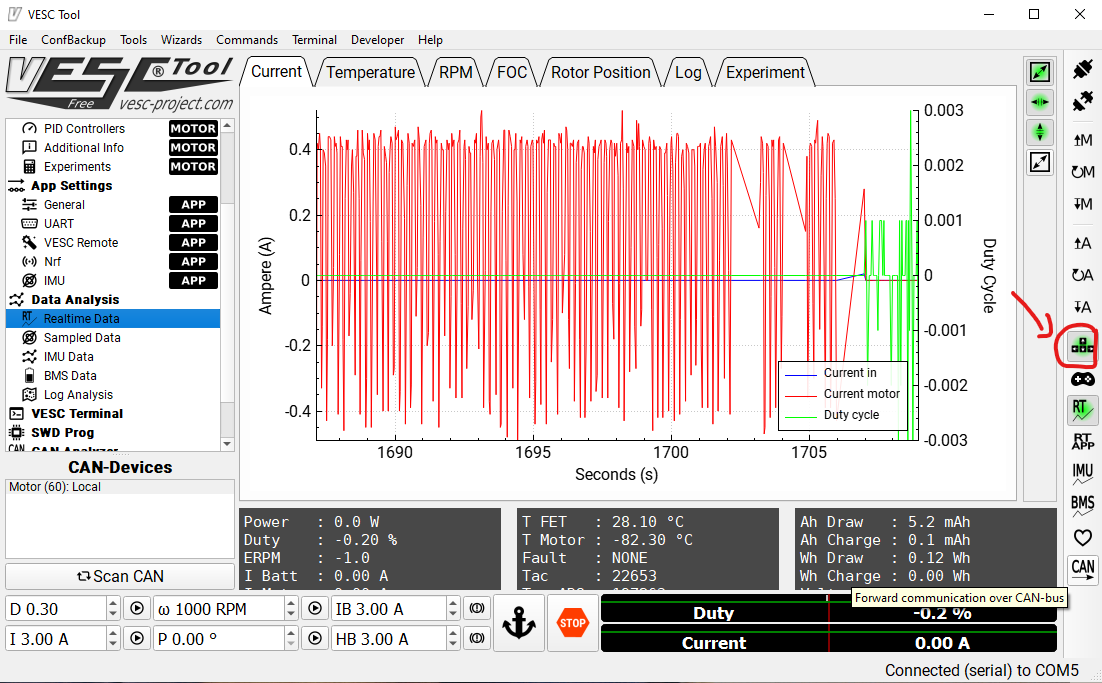 VESC Tool
File ConfBackup Tools Wizards Commands Terminal Developer Help
VESC® Tool
Free vesc-project.com
PID Controllers MOTOR
Additional Info MOTOR
Experiments MOTOR
App Settings
General APP
UART APP
VESC Remote APP
Nrf APP
IMU APP
Data Analysis
RT Realtime Data
Sampled Data
IMU Data
BMS Data
Log Analysis
VESC Terminal
SWD Prog
CAN CAN Analyzer
CAN-Devices
Motor (60): Local
Scan CAN
Current Temperature RPM FOC Rotor Position Log Experiment
Ampere (A)
0.4
0.2
0
-0.2
-0.4
1690 1695 1700 1705
Seconds (s)
0.003
0.002
0.001
0
-0.001
-0.002
-0.003
Duty Cycle
Current in
Current motor
Duty cycle
Power : 0.0 W
Duty : -0.20 %
ERPM : -1.0
I Batt : 0.00 A
T FET : 28.10 °C
T Motor : -82.30 °C
Fault : NONE
Tac : 22653
Ah Draw : 5.2 mAh
Ah Charge : 0.1 mAh
Wh Draw : 0.12 Wh
Wh Charge : 0.00 Wh
Forward communication over CAN-bus
D 0.30 ω 1000 RPM IB 3.00 A
I 3.00 A P 0.00 ° HB 3.00 A
STOP
Duty -0.2 %
Current 0.00 A
M
M
M
A
A
A
RT
RT
APP
IMU
BMS
CAN
Connected (serial) to COM5